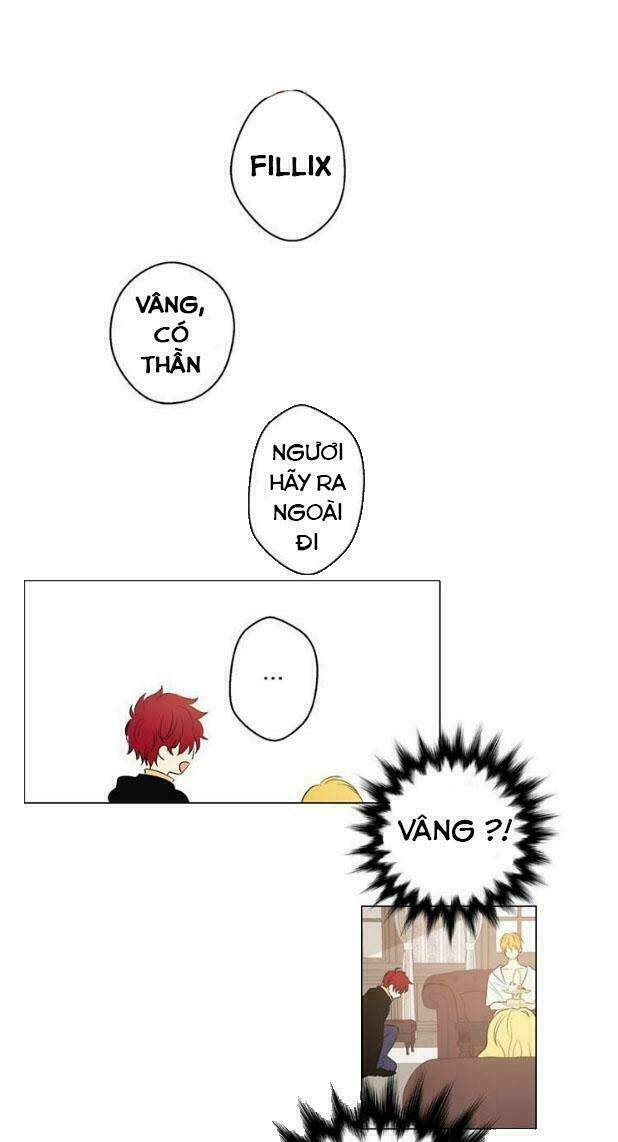 FILLIX
VÂNG,
CÓ
THẦN
NGƯƠI
HÃY RA
NGOÀI
ĐI
...
VÂNG ?!